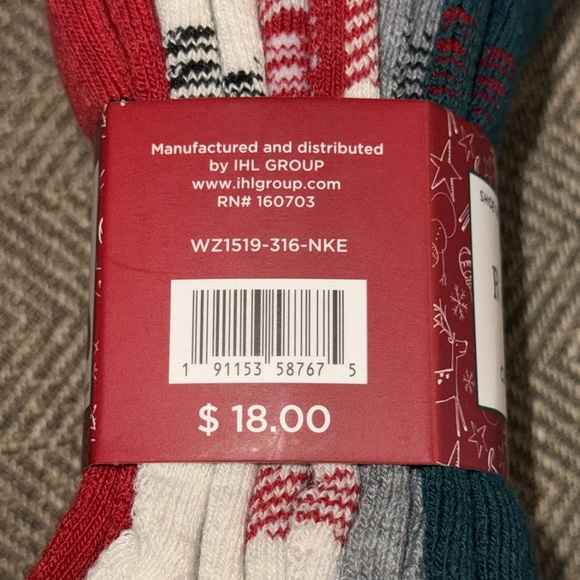 Manufactured and distributed
by IHL GROUP
www.ihlgroup.com
RN# 160703
WZ1519-316-NKE
1 91153 58767 5
$ 18.00